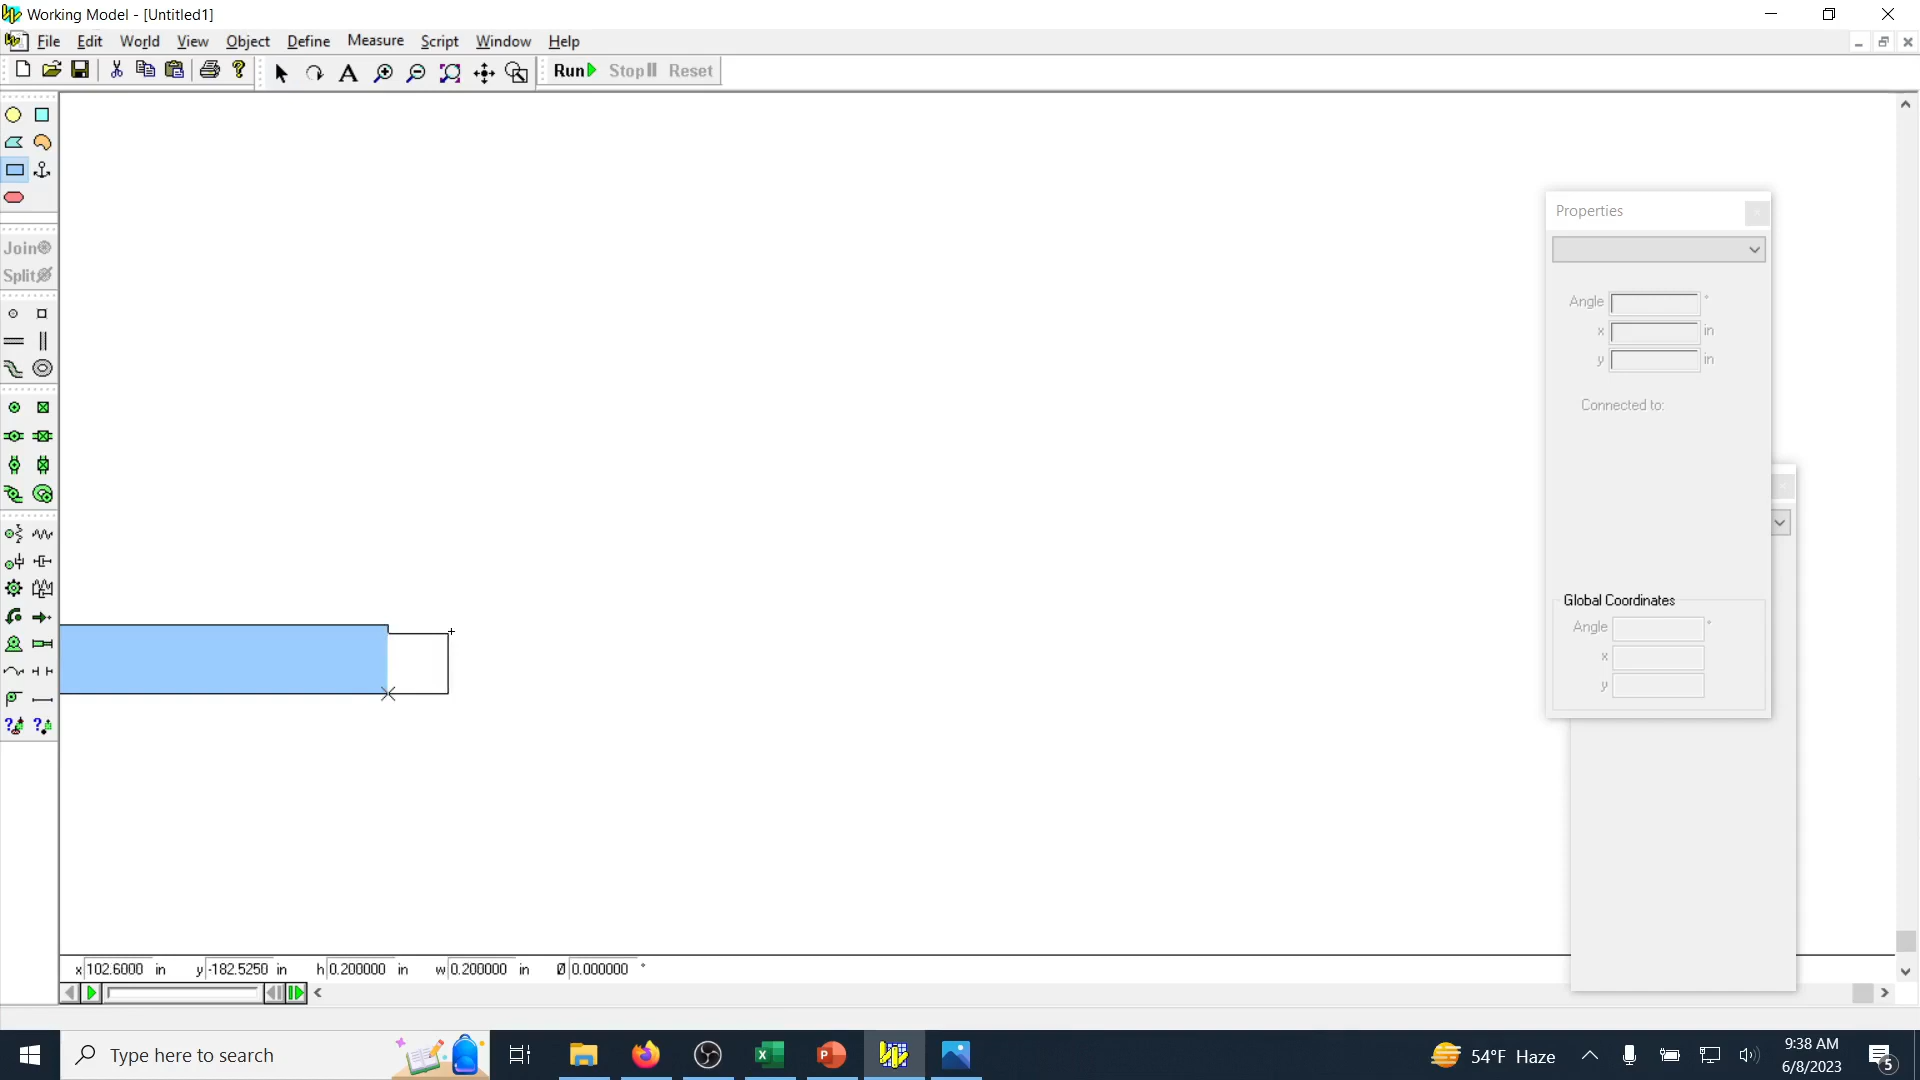 Working Model - [Untitled1]
File Edit World View Object Define Measure Script Window Help
A Run Stop Reset
Join
Split
Properties
Angle °
x in
y in
Connected to:
Global Coordinates
Angle °
x
y
x 102.6000 in y -182.5250 in h 0.200000 in w 0.200000 in Ø 0.000000 °
Type here to search
54°F Haze
9:38 AM
6/8/2023
5